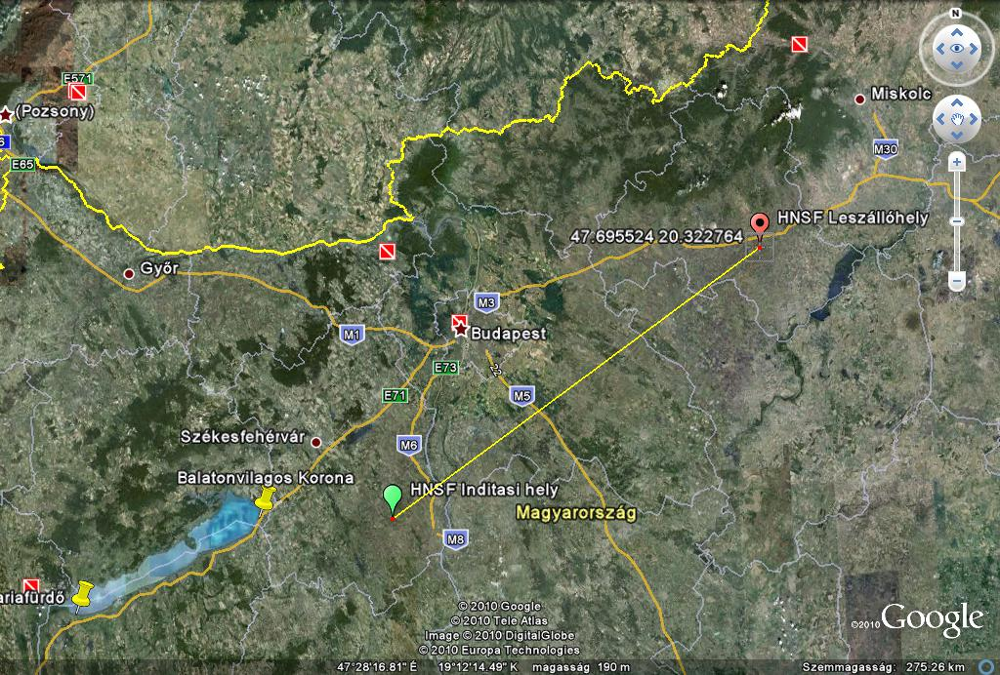 N
E571
(Pozsony)
Miskolc
M30
E65
HNSF Leszállóhely
47.695524 20.322764
Győr
M3
M1
Budapest
E73
22
E71
M5
Székesfehérvár
M6
Balatonvilagos Korona
HNSF Inditasi hely
Magyarország
M8
ariafürdő
© 2010 Google
© 2010 Tele Atlas
Image © 2010 DigitalGlobe
© 2010 Europa Technologies
©2010 Google
47°28'16.81" É 19°12'14.49" K magasság 190 m
Szemmagasság: 275.26 km